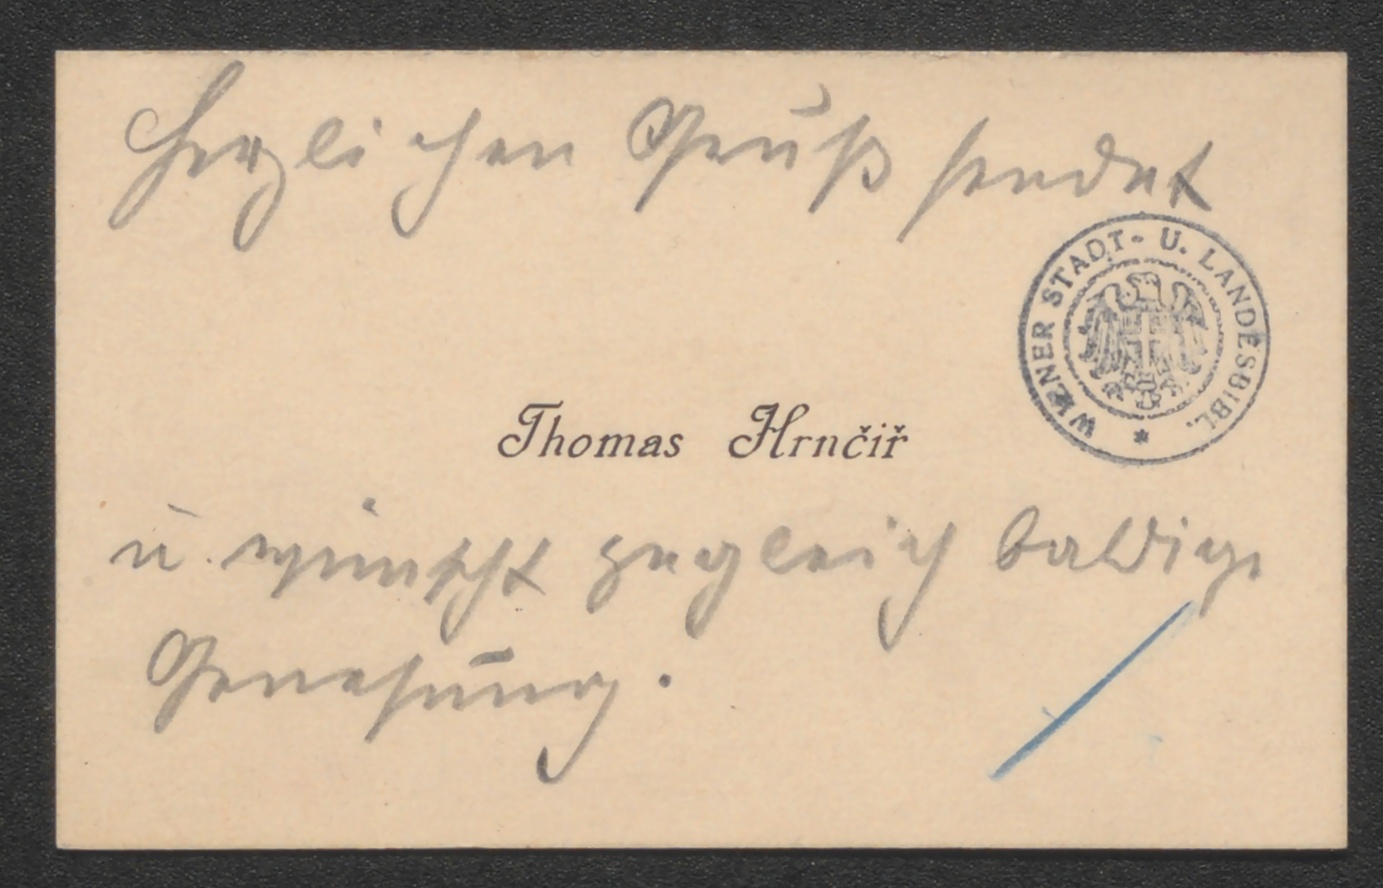 Herzlichen Gruß sendet
WIENER STADT- U. LANDESBIBL. *
Thomas Hrnčiř
u. wünscht zugleich baldige
Genesung.